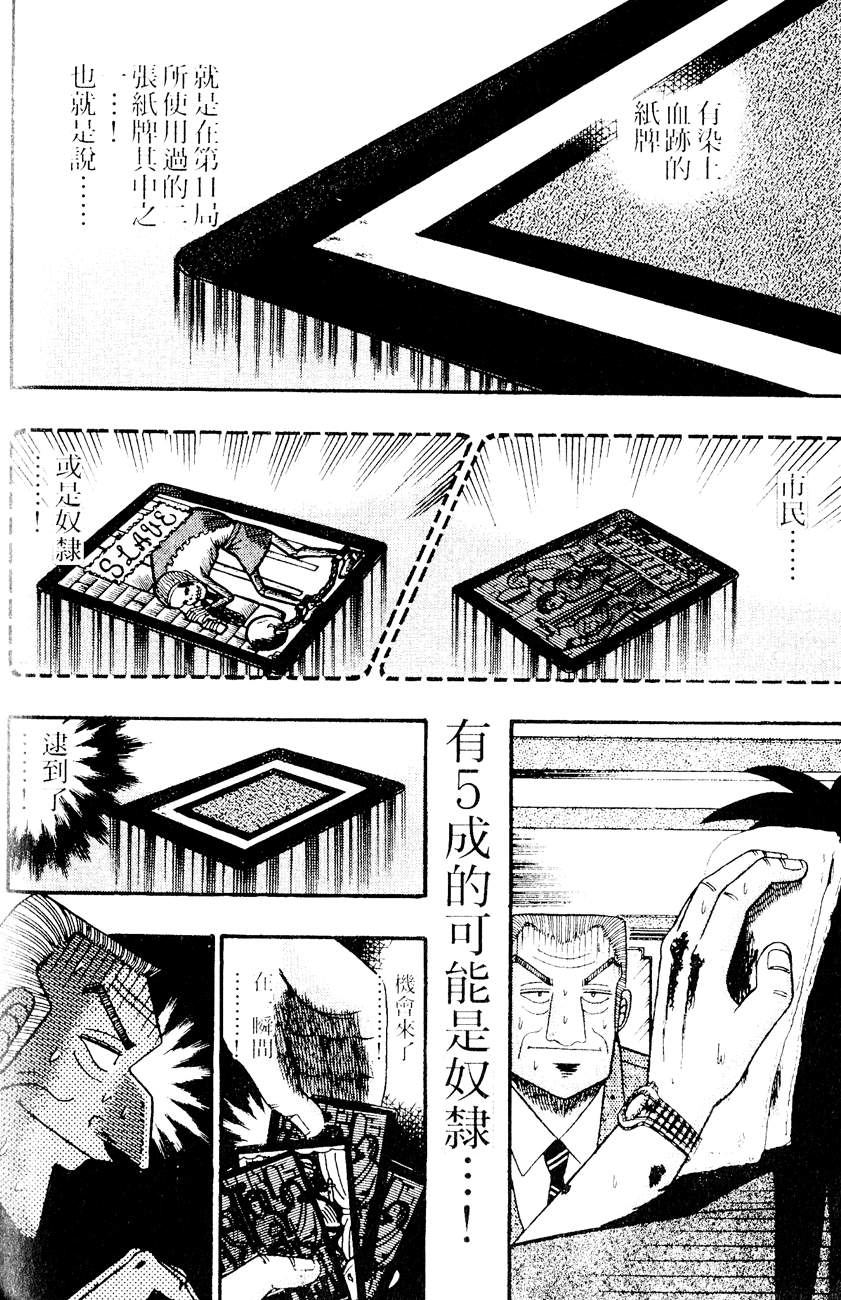 有染上
血跡的
紙牌
就是在第11局
所使用過的二
張紙牌其中之
一…！
也就是說……
市民……
或是奴隸
……！
SLAVE
有5成的可能是奴隸…！
逮到了
……！
機會來了
……！
在一瞬間
……